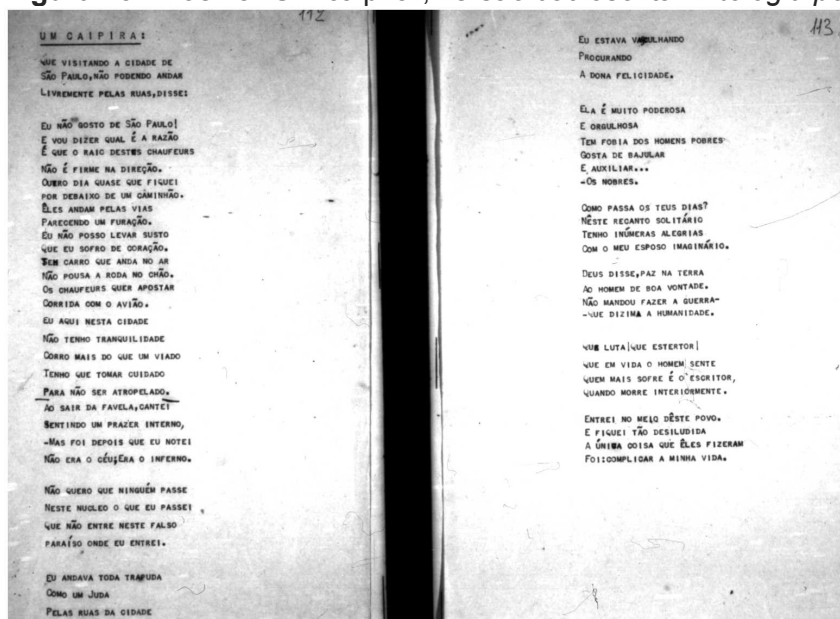 112
UM CAIPIRA:
QUE VISITANDO A CIDADE DE
SÃO PAULO,NÃO PODENDO ANDAR
LIVREMENTE PELAS RUAS,DISSE:
EU NÃO GOSTO DE SÃO PAULO!
E VOU DIZER QUAL É A RAZÃO
É QUE O RAIO DESTES CHAUFEURS
NÃO É FIRME NA DIREÇÃO.
OUTRO DIA QUASE QUE FIQUEI
POR DEBAIXO DE UM CAMINHÃO.
ÊLES ANDAM PELAS VIAS
PARECENDO UM FURAÇÃO.
EU NÃO POSSO LEVAR SUSTO
QUE EU SOFRO DE CORAÇÃO.
TEM CARRO QUE ANDA NO AR
NÃO POUSA A RODA NO CHÃO.
OS CHAUFEURS QUER APOSTAR
CORRIDA COM O AVIÃO.
EU AQUI NESTA CIDADE
NÃO TENHO TRANQUILIDADE
CORRO MAIS DO QUE UM VIADO
TENHO QUE TOMAR CUIDADO
PARA NÃO SER ATROPELADO.
AO SAIR DA FAVELA,CANTEI
SENTINDO UM PRAZER INTERNO,
-MAS FOI DEPOIS QUE EU NOTEI
NÃO ERA O CÉU;ERA O INFERNO.
NÃO QUERO QUE NINGUÉM PASSE
NESTE NUCLEO O QUE EU PASSEI
QUE NÃO ENTRE NESTE FALSO
PARAÍSO ONDE EU ENTREI.
EU ANDAVA TODA TRAPUDA
COMO UM JUDA
PELAS RUAS DA CIDADE
113
EU ESTAVA VASULHANDO
PROCURANDO
A DONA FELICIDADE.
ELA É MUITO PODEROSA
E ORGULHOSA
TEM FOBIA DOS HOMENS POBRES
GOSTA DE BAJULAR
E AUXILIAR...
-OS NOBRES.
COMO PASSA OS TEUS DIAS?
NÊSTE RECANTO SOLITÁRIO
TENHO INÚMERAS ALEGRIAS
COM O MEU ESPOSO IMAGINÁRIO.
DEUS DISSE,PAZ NA TERRA
AO HOMEM DE BOA VONTADE.
NÃO MANDOU FAZER A GUERRA-
-QUE DIZIMA A HUMANIDADE.
QUE LUTA!QUE ESTERTOR!
QUE EM VIDA O HOMEM SENTE
QUEM MAIS SOFRE É O ESCRITOR,
QUANDO MORRE INTERIÓRMENTE.
ENTREI NO MEIO DÊSTE POVO.
E FIQUEI TÃO DESILUDIDA
A ÚNICA COISA QUE ÊLES FIZERAM
FOI:COMPLICAR A MINHA VIDA.